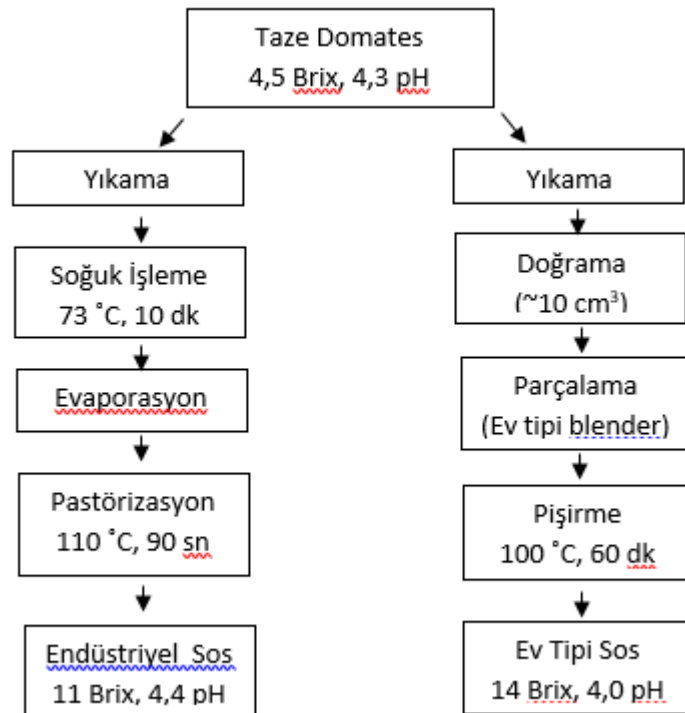 Taze Domates
4,5 Brix, 4,3 pH
Yıkama
Soğuk İşleme
73 ˚C, 10 dk
Evaporasyon
Pastörizasyon
110 ˚C, 90 sn
Endüstriyel Sos
11 Brix, 4,4 pH
Yıkama
Doğrama
(~10 cm³)
Parçalama
(Ev tipi blender)
Pişirme
100 ˚C, 60 dk
Ev Tipi Sos
14 Brix, 4,0 pH